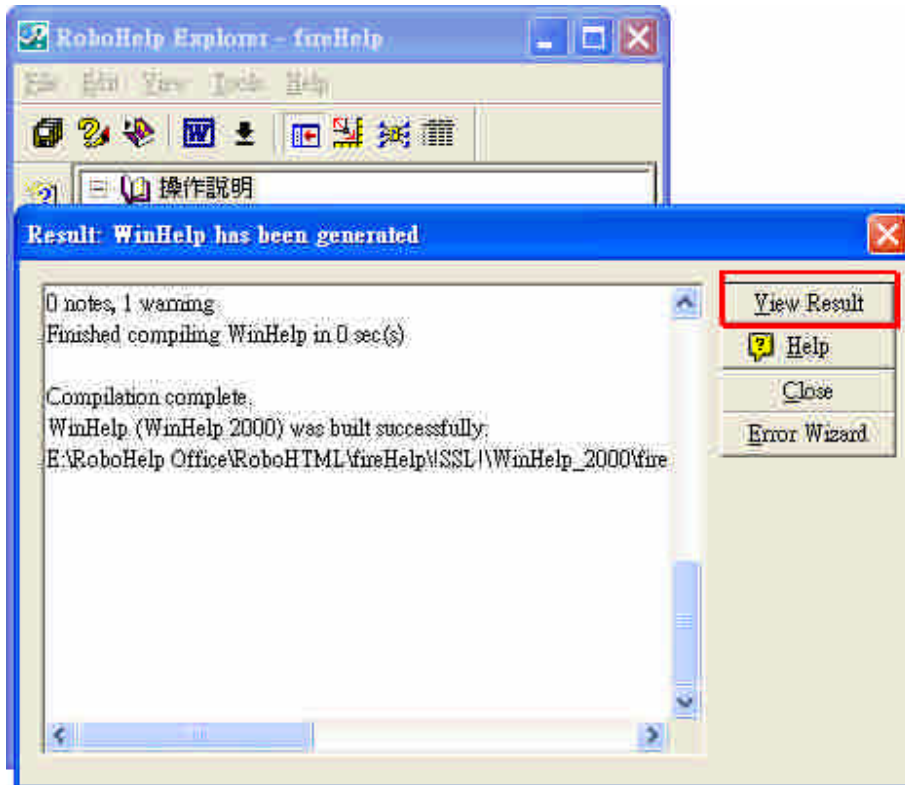 RoboHelp Explorer - fireHelp
File Edit View Tools Help
操作說明
Result: WinHelp has been generated
0 notes, 1 warning
Finished compiling WinHelp in 0 sec(s)
Compilation complete.
WinHelp (WinHelp 2000) was built successfully:
E:\RoboHelp Office\RoboHTML\fireHelp\!SSL!\WinHelp_2000\fire
View Result
Help
Close
Error Wizard